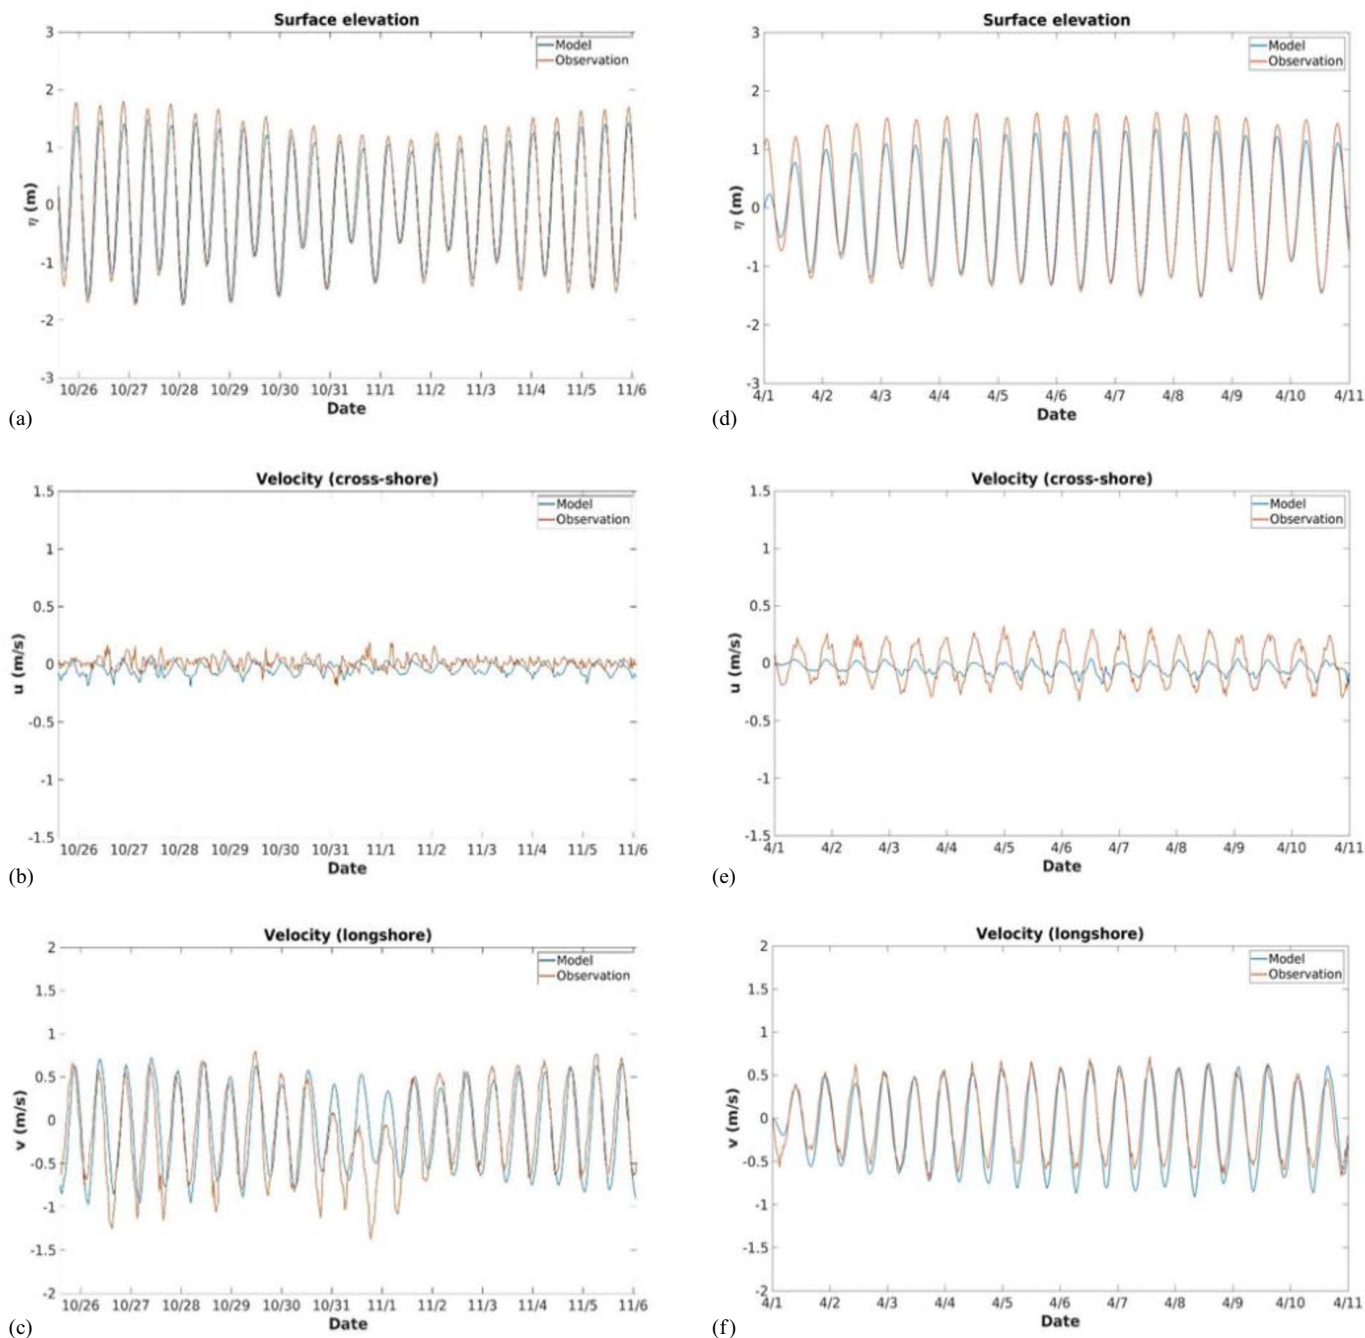 Surface elevation
3
2
1
0
-1
-2
-3
η (m)
Model
Observation
10/26 10/27 10/28 10/29 10/30 10/31 11/1 11/2 11/3 11/4 11/5 11/6
Date
(a)
Surface elevation
3
2
1
0
-1
-2
-3
η (m)
Model
Observation
4/1 4/2 4/3 4/4 4/5 4/6 4/7 4/8 4/9 4/10 4/11
Date
(d)
Velocity (cross-shore)
1.5
1
0.5
0
-0.5
-1
-1.5
u (m/s)
Model
Observation
10/26 10/27 10/28 10/29 10/30 10/31 11/1 11/2 11/3 11/4 11/5 11/6
Date
(b)
Velocity (cross-shore)
1.5
1
0.5
0
-0.5
-1
-1.5
u (m/s)
Model
Observation
4/1 4/2 4/3 4/4 4/5 4/6 4/7 4/8 4/9 4/10 4/11
Date
(e)
Velocity (longshore)
2
1.5
1
0.5
0
-0.5
-1
-1.5
-2
v (m/s)
Model
Observation
10/26 10/27 10/28 10/29 10/30 10/31 11/1 11/2 11/3 11/4 11/5 11/6
Date
(c)
Velocity (longshore)
2
1.5
1
0.5
0
-0.5
-1
-1.5
-2
v (m/s)
Model
Observation
4/1 4/2 4/3 4/4 4/5 4/6 4/7 4/8 4/9 4/10 4/11
Date
(f)